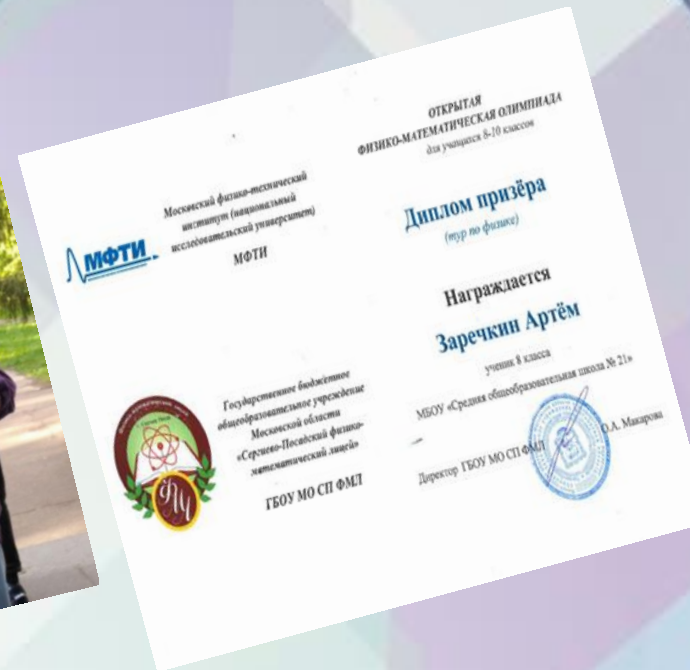 МФТИ
Московский физико-технический
институт (национальный
исследовательский университет)
МФТИ
Государственное бюджетное
общеобразовательное учреждение
Московской области
«Сергиево-Посадский физико-
математический лицей»
ГБОУ МО СП ФМЛ
ОТКРЫТАЯ
ФИЗИКО-МАТЕМАТИЧЕСКАЯ ОЛИМПИАДА
для учащихся 8-10 классов
Диплом призёра
(тур по физике)
Награждается
Заречкин Артём
ученик 8 класса
МБОУ «Средняя общеобразовательная школа № 21»
Директор ГБОУ МО СП ФМЛ О.А. Макарова